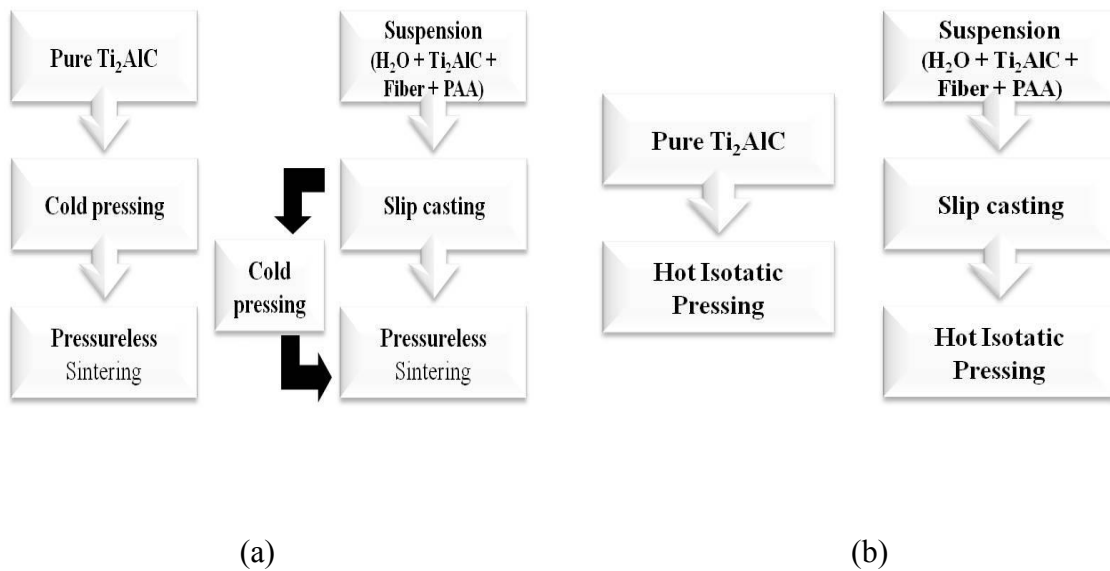 Pure Ti₂AlC
Cold pressing
Pressureless
Sintering
Suspension
(H₂O + Ti₂AlC +
Fiber + PAA)
Slip casting
Cold
pressing
Pressureless
Sintering
(a)
Pure Ti₂AlC
Hot Isotatic
Pressing
Suspension
(H₂O + Ti₂AlC +
Fiber + PAA)
Slip casting
Hot Isotatic
Pressing
(b)